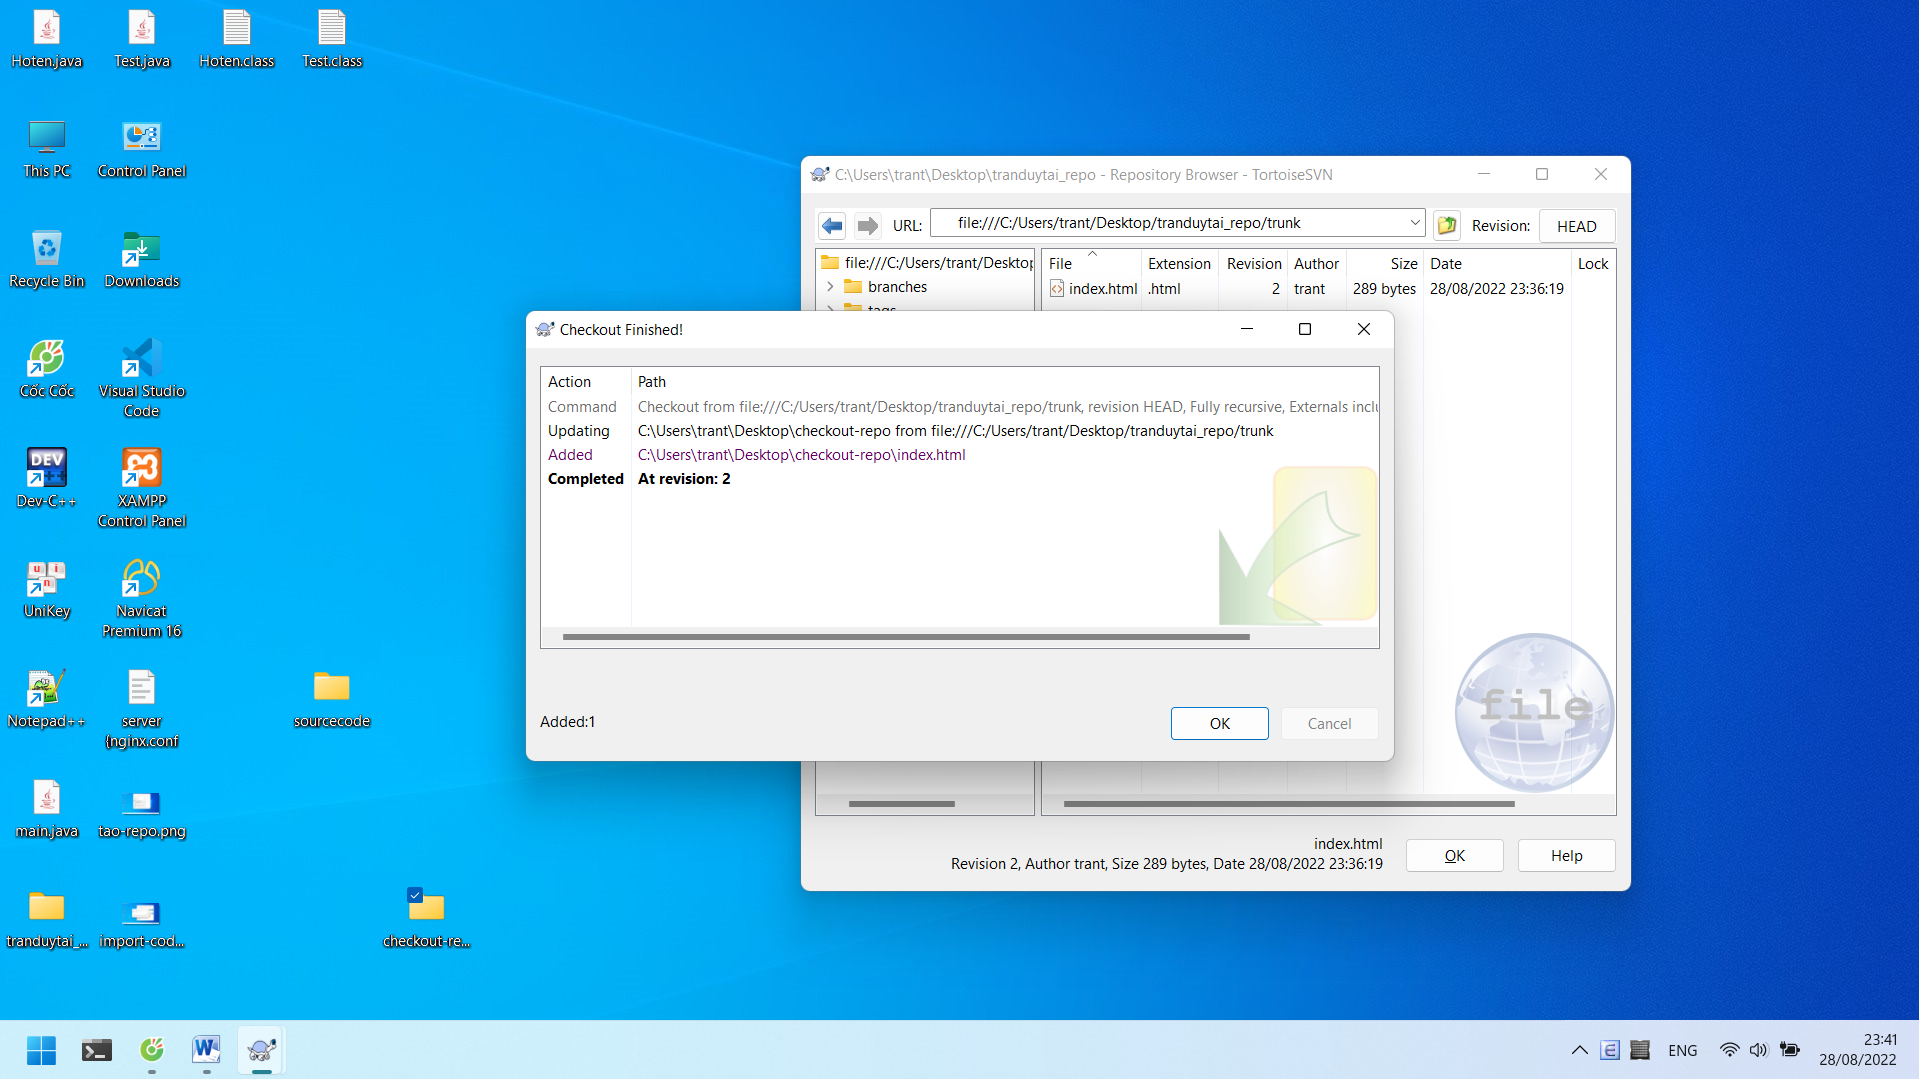 Hoten.java
Test.java
Hoten.class
Test.class
This PC
Control Panel
Recycle Bin
Downloads
Cốc Cốc
Visual Studio
Code
DEV
Dev-C++
XAMPP
Control Panel
UniKey
Navicat
Premium 16
Notepad++
server
{nginx.conf
sourcecode
main.java
tao-repo.png
tranduytai_...
import-cod...
checkout-re...
C:\Users\trant\Desktop\tranduytai_repo - Repository Browser - TortoiseSVN
URL:
file:///C:/Users/trant/Desktop/tranduytai_repo/trunk
Revision:
HEAD
file:///C:/Users/trant/Desktop
branches
tags
File Extension Revision Author Size Date Lock
index.html .html 2 trant 289 bytes 28/08/2022 23:36:19
Checkout Finished!
Action Path
Command Checkout from file:///C:/Users/trant/Desktop/tranduytai_repo/trunk, revision HEAD, Fully recursive, Externals inclu
Updating C:\Users\trant\Desktop\checkout-repo from file:///C:/Users/trant/Desktop/tranduytai_repo/trunk
Added C:\Users\trant\Desktop\checkout-repo\index.html
Completed At revision: 2
Added:1
OK
Cancel
file
index.html
Revision 2, Author trant, Size 289 bytes, Date 28/08/2022 23:36:19
OK
Help
ENG
23:41
28/08/2022